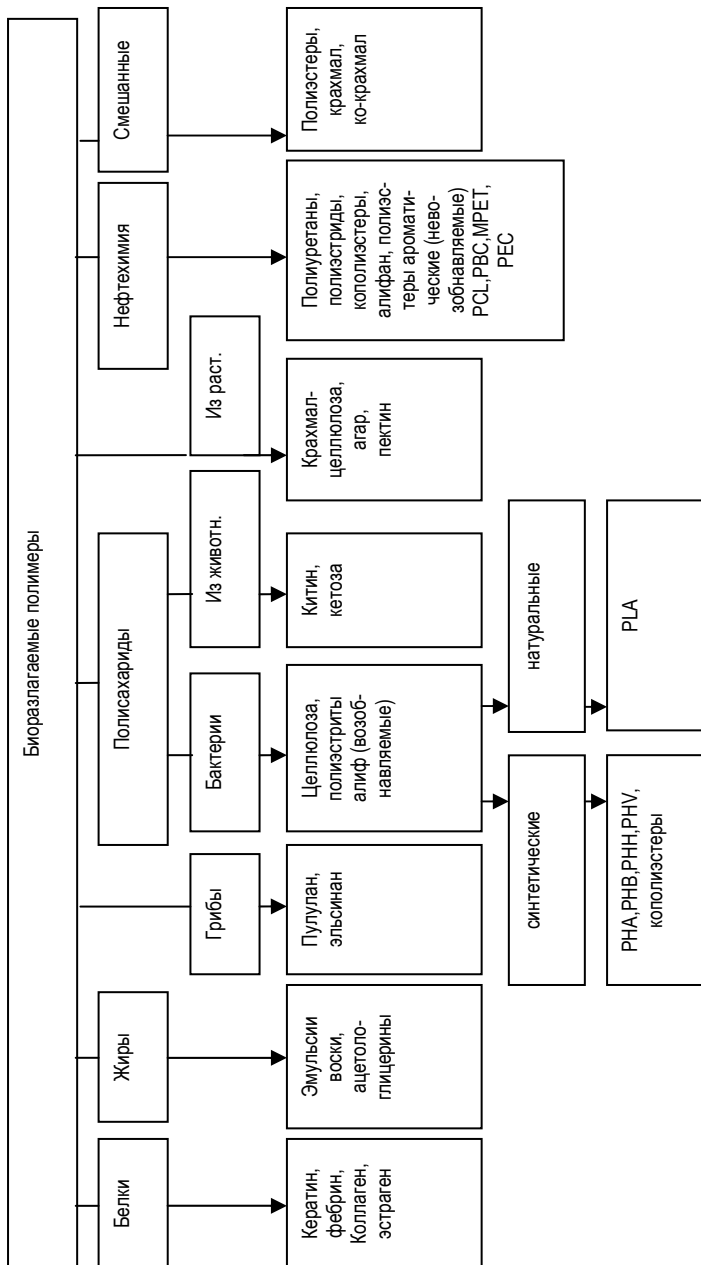 Биоразлагаемые полимеры
Белки
Жиры
Полисахариды
Нефтехимия
Смешанные
Грибы
Бактерии
Из животн.
Из раст.
Кератин,
фебрин,
Коллаген,
эстраген
Эмульсии
воски,
ацетоло-
глицерины
Пулулан,
эльсинан
Целлюлоза,
полиэстриты
алиф (возоб-
навляемые)
Китин,
кетоза
Крахмал-
целлюлоза,
агар,
пектин
Полиуретаны,
полиэстриды,
кополиэстеры,
алифан, полиэс-
теры аромати-
ческие (нево-
зобнавляемые)
PCL,PBC,MPET,
PEC
Полиэстеры,
крахмал,
ко-крахмал
синтетические
натуральные
PHA,PHB,PHH,PHV,
кополиэстеры
PLA